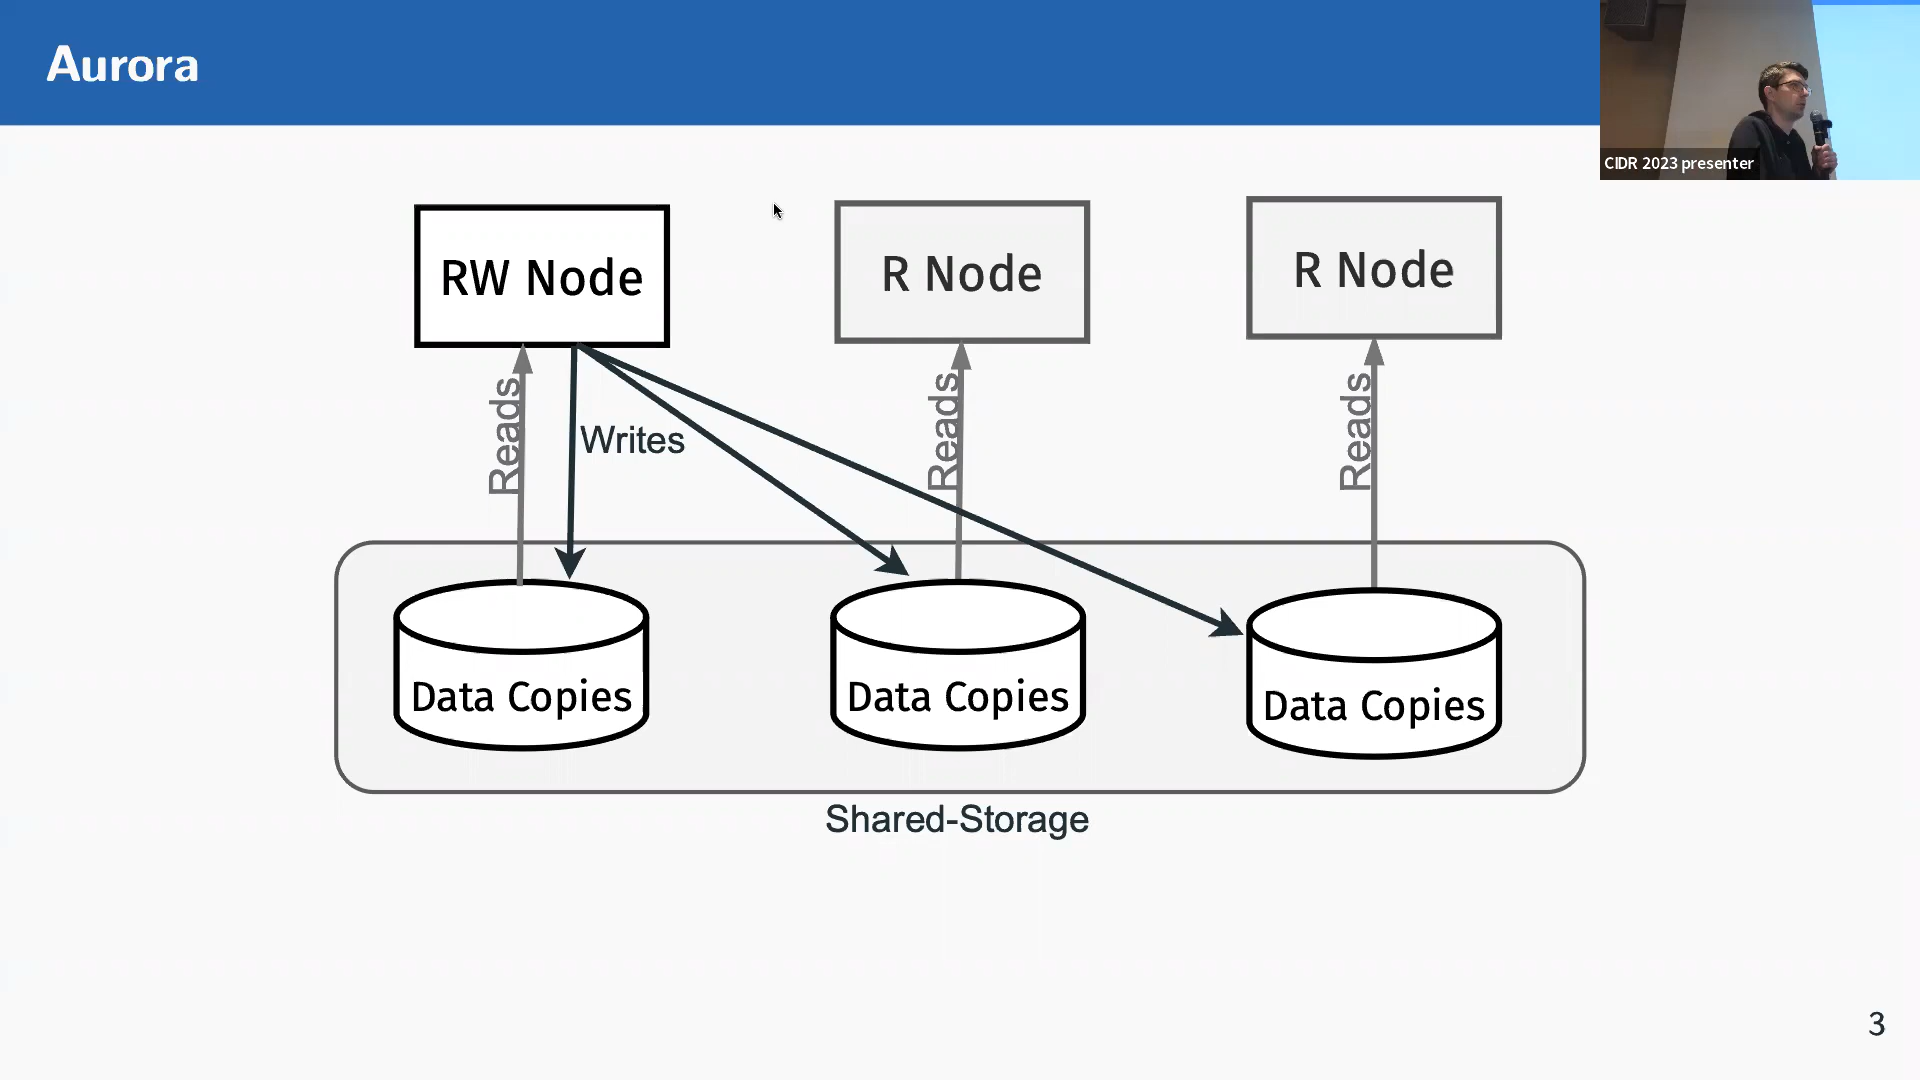 Aurora
CIDR 2023 presenter
RW Node
R Node
R Node
Reads
Writes
Reads
Reads
Data Copies
Data Copies
Data Copies
Shared-Storage
3